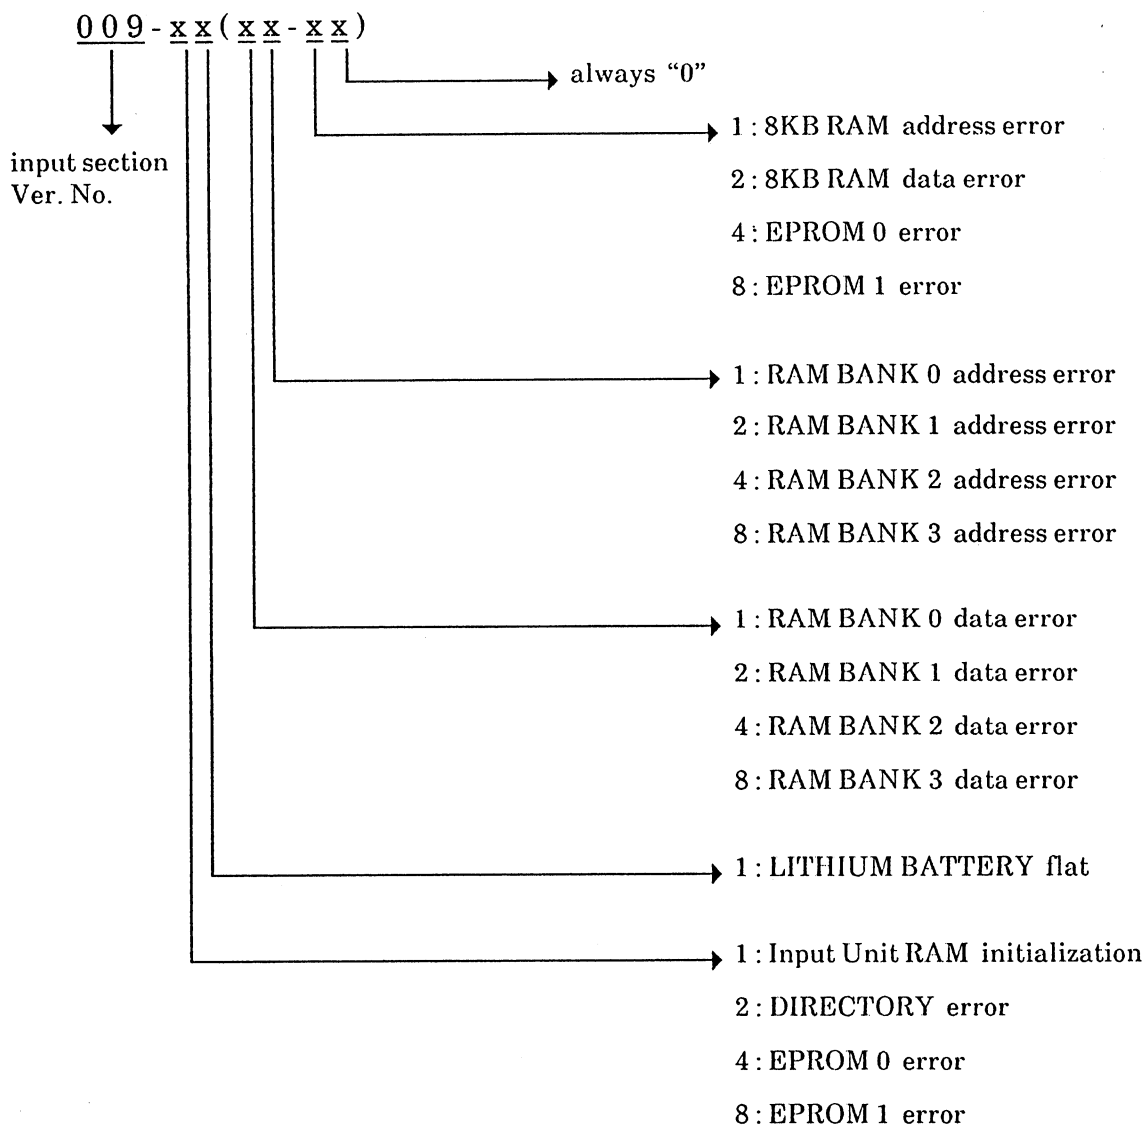 009-xx(xx-xx)
always “0”
input section
Ver. No.
1 : 8KB RAM address error
2 : 8KB RAM data error
4 : EPROM 0 error
8 : EPROM 1 error
1 : RAM BANK 0 address error
2 : RAM BANK 1 address error
4 : RAM BANK 2 address error
8 : RAM BANK 3 address error
1 : RAM BANK 0 data error
2 : RAM BANK 1 data error
4 : RAM BANK 2 data error
8 : RAM BANK 3 data error
1 : LITHIUM BATTERY flat
1 : Input Unit RAM initialization
2 : DIRECTORY error
4 : EPROM 0 error
8 : EPROM 1 error